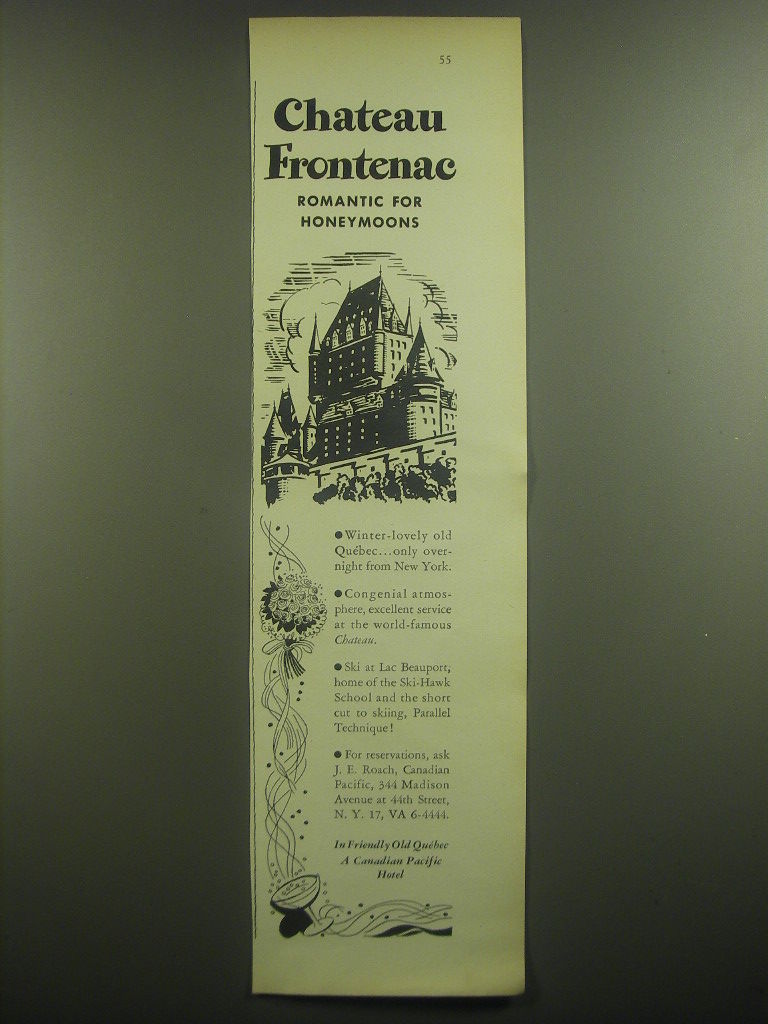 55
Chateau
Frontenac
ROMANTIC FOR
HONEYMOONS
● Winter-lovely old
Québec...only over-
night from New York.
● Congenial atmos-
phere, excellent service
at the world-famous
Chateau.
● Ski at Lac Beauport,
home of the Ski-Hawk
School and the short
cut to skiing, Parallel
Technique!
● For reservations, ask
J. E. Roach, Canadian
Pacific, 344 Madison
Avenue at 44th Street,
N. Y. 17, VA 6-4444.
In Friendly Old Québec
A Canadian Pacific
Hotel